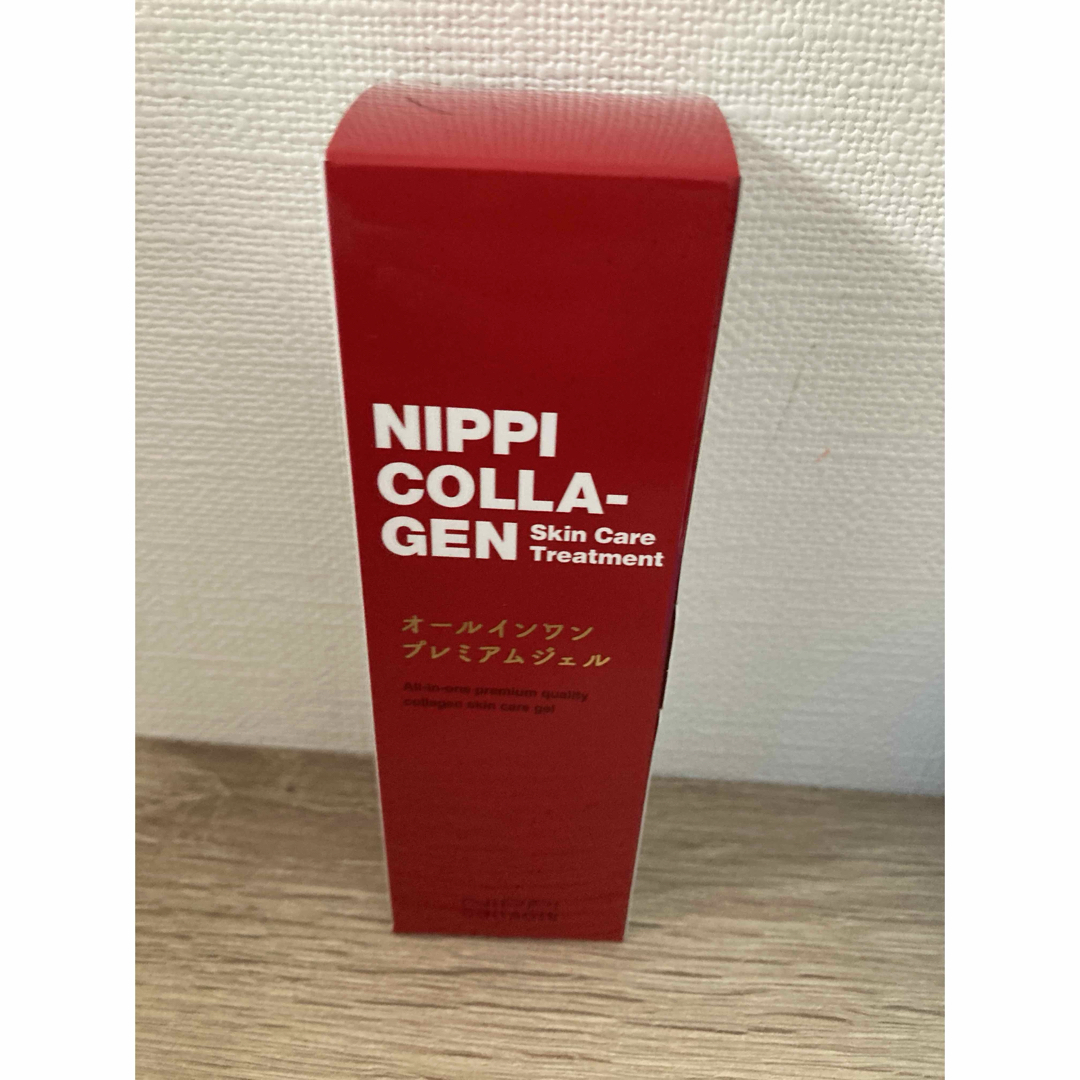 NIPPI
COLLA-
GEN
Skin Care
Treatment
オールインワン
プレミアムジェル
All-in-one premium quality
collagen skin care gel